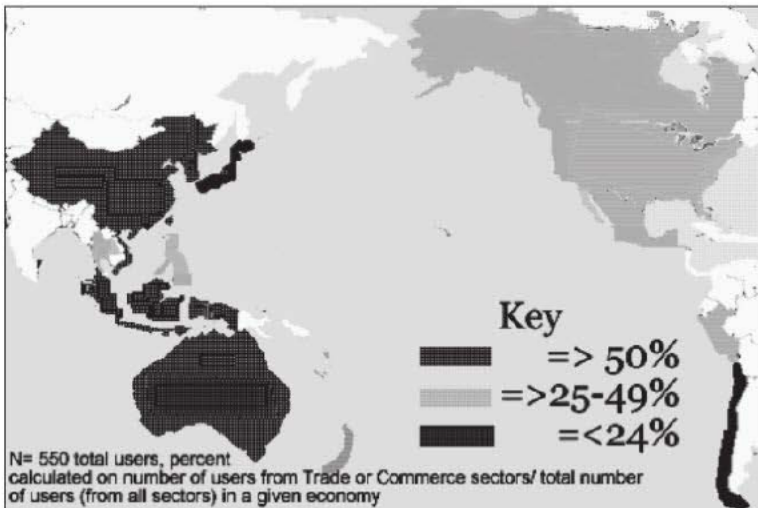 Key
=> 50%
=>25-49%
=<24%
N= 550 total users, percent
calculated on number of users from Trade or Commerce sectors/ total number
of users (from all sectors) in a given economy